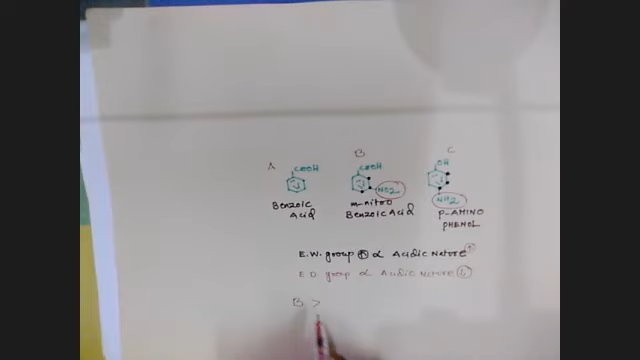 A
B
C
COOH
COOH
OH
NO2
NH2
Benzoic Acid
m-nitro Benzoic Acid
P-AMINO PHENOL
E.W. group ↑ α Acidic Nature ↑
E.D. group α Acidic Nature ↓
B >